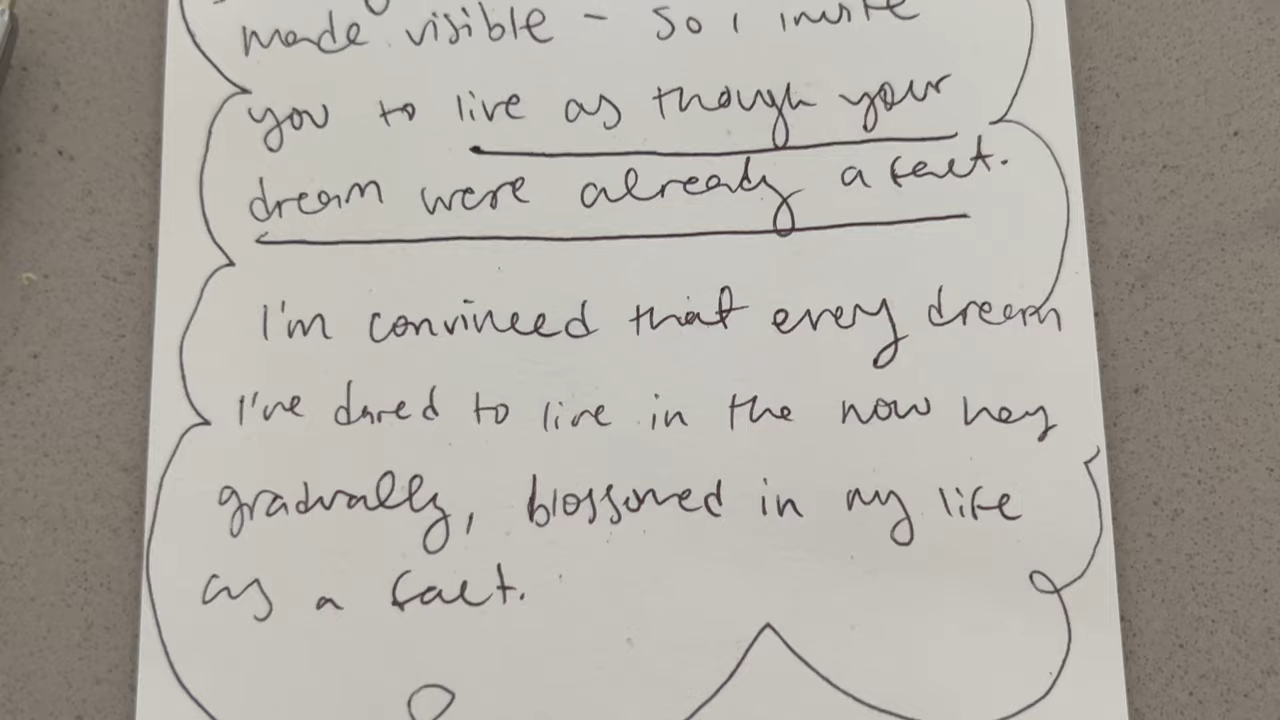 made visible - so I invite
you to live as though your
dream were already a fact.
I'm convinced that every dream
I've dared to live in the now hey
gradually, blossomed in my life
as a fact.